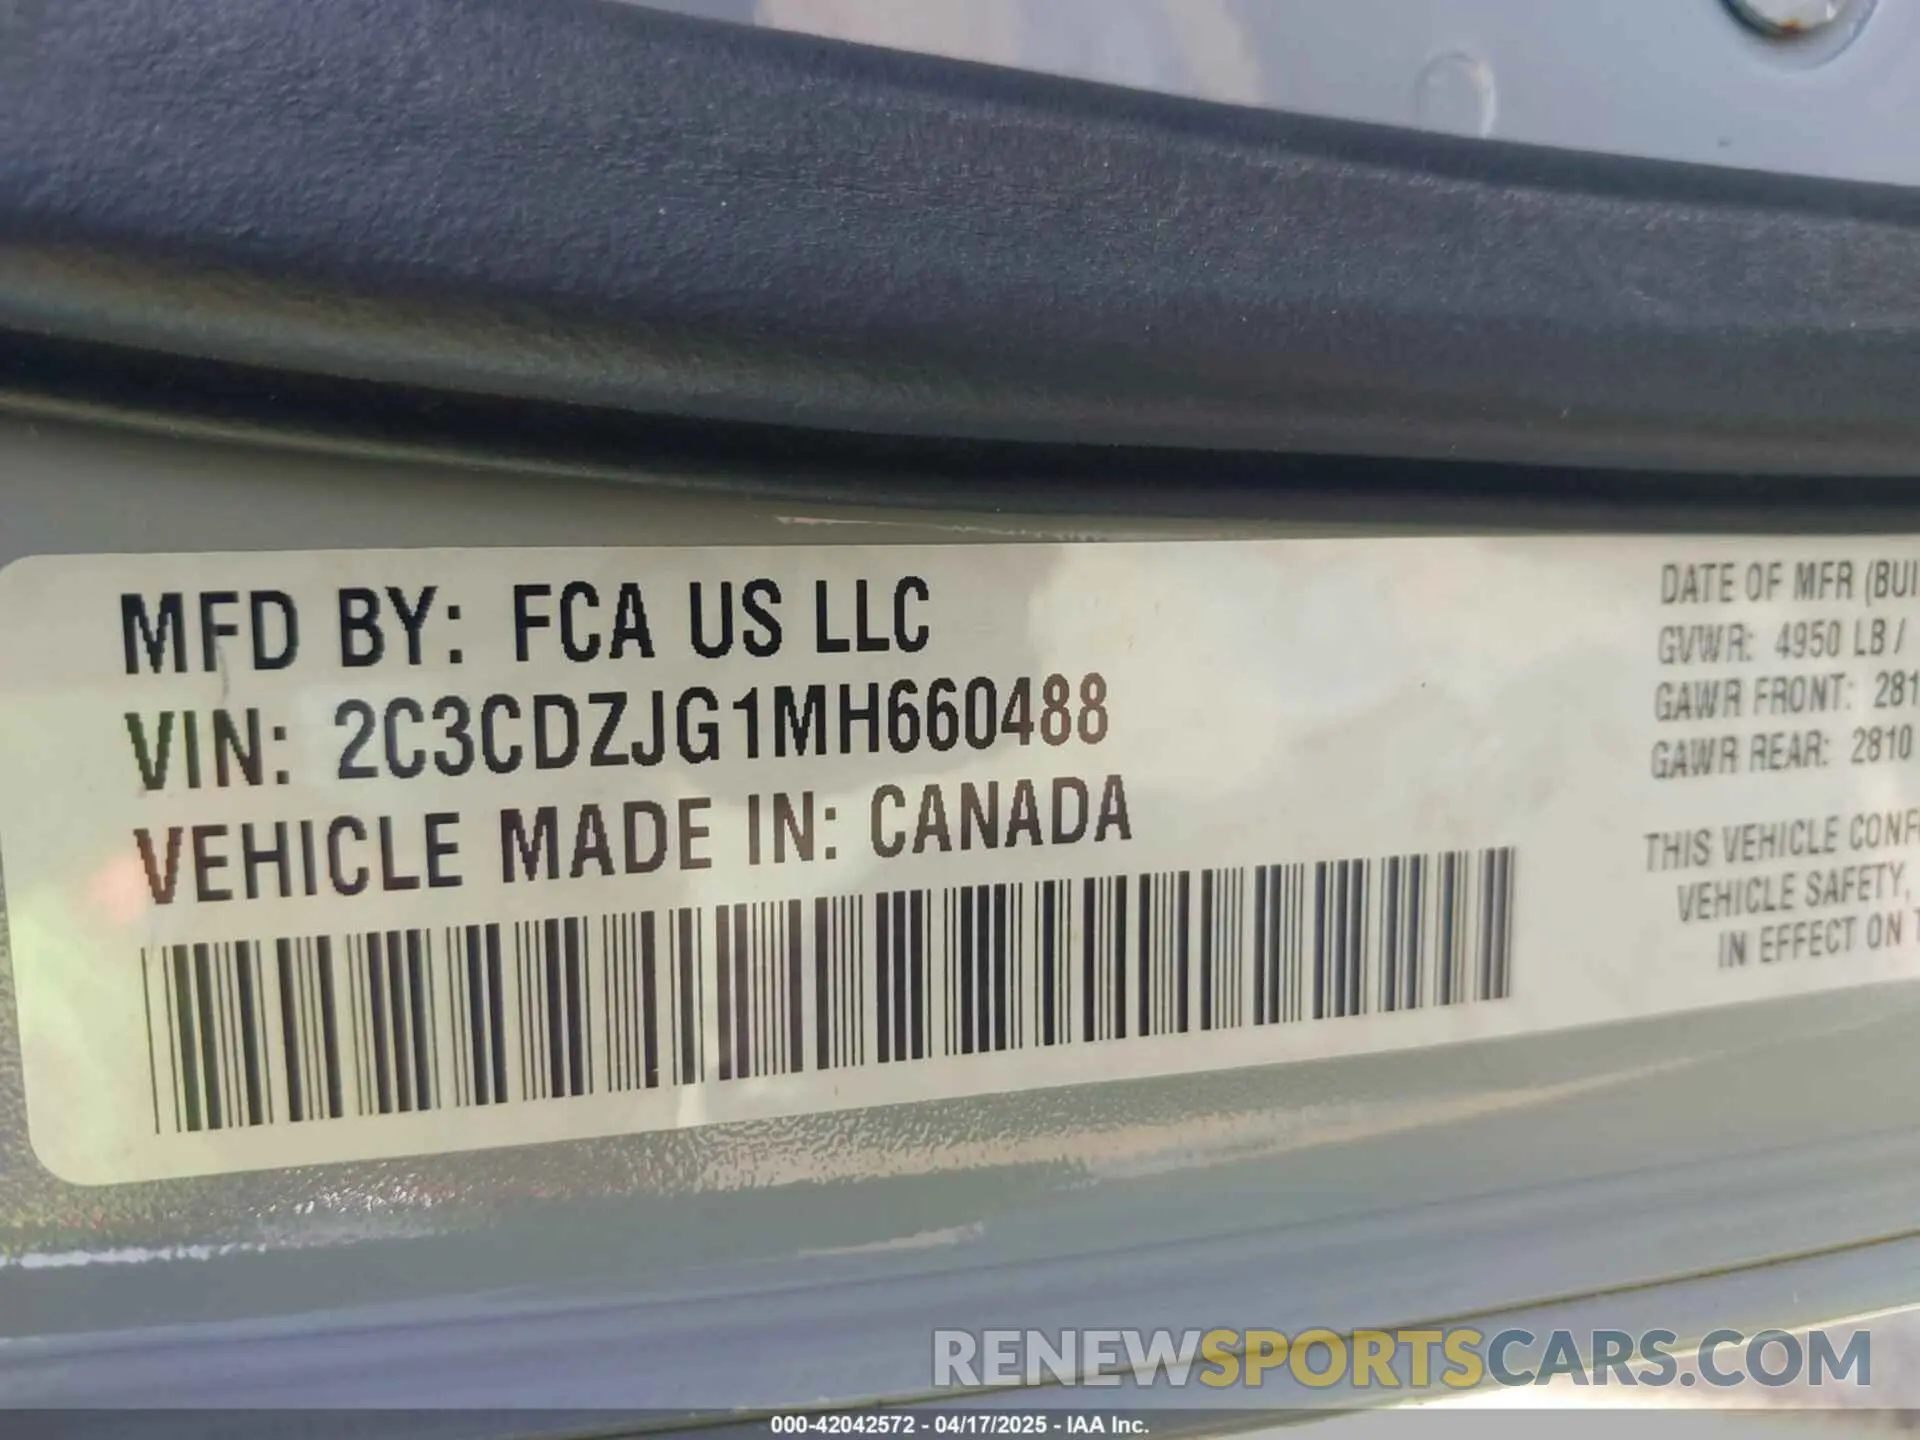 MFD BY: FCA US LLC
VIN: 2C3CDZJG1MH660488
VEHICLE MADE IN: CANADA
DATE OF MFR (BUI
GVWR: 4950 LB /
GAWR FRONT: 281
GAWR REAR: 2810
THIS VEHICLE CONF
VEHICLE SAFETY,
IN EFFECT ON T
RENEWSPORTSCARS.COM
000-42042572 - 04/17/2025 - IAA Inc.